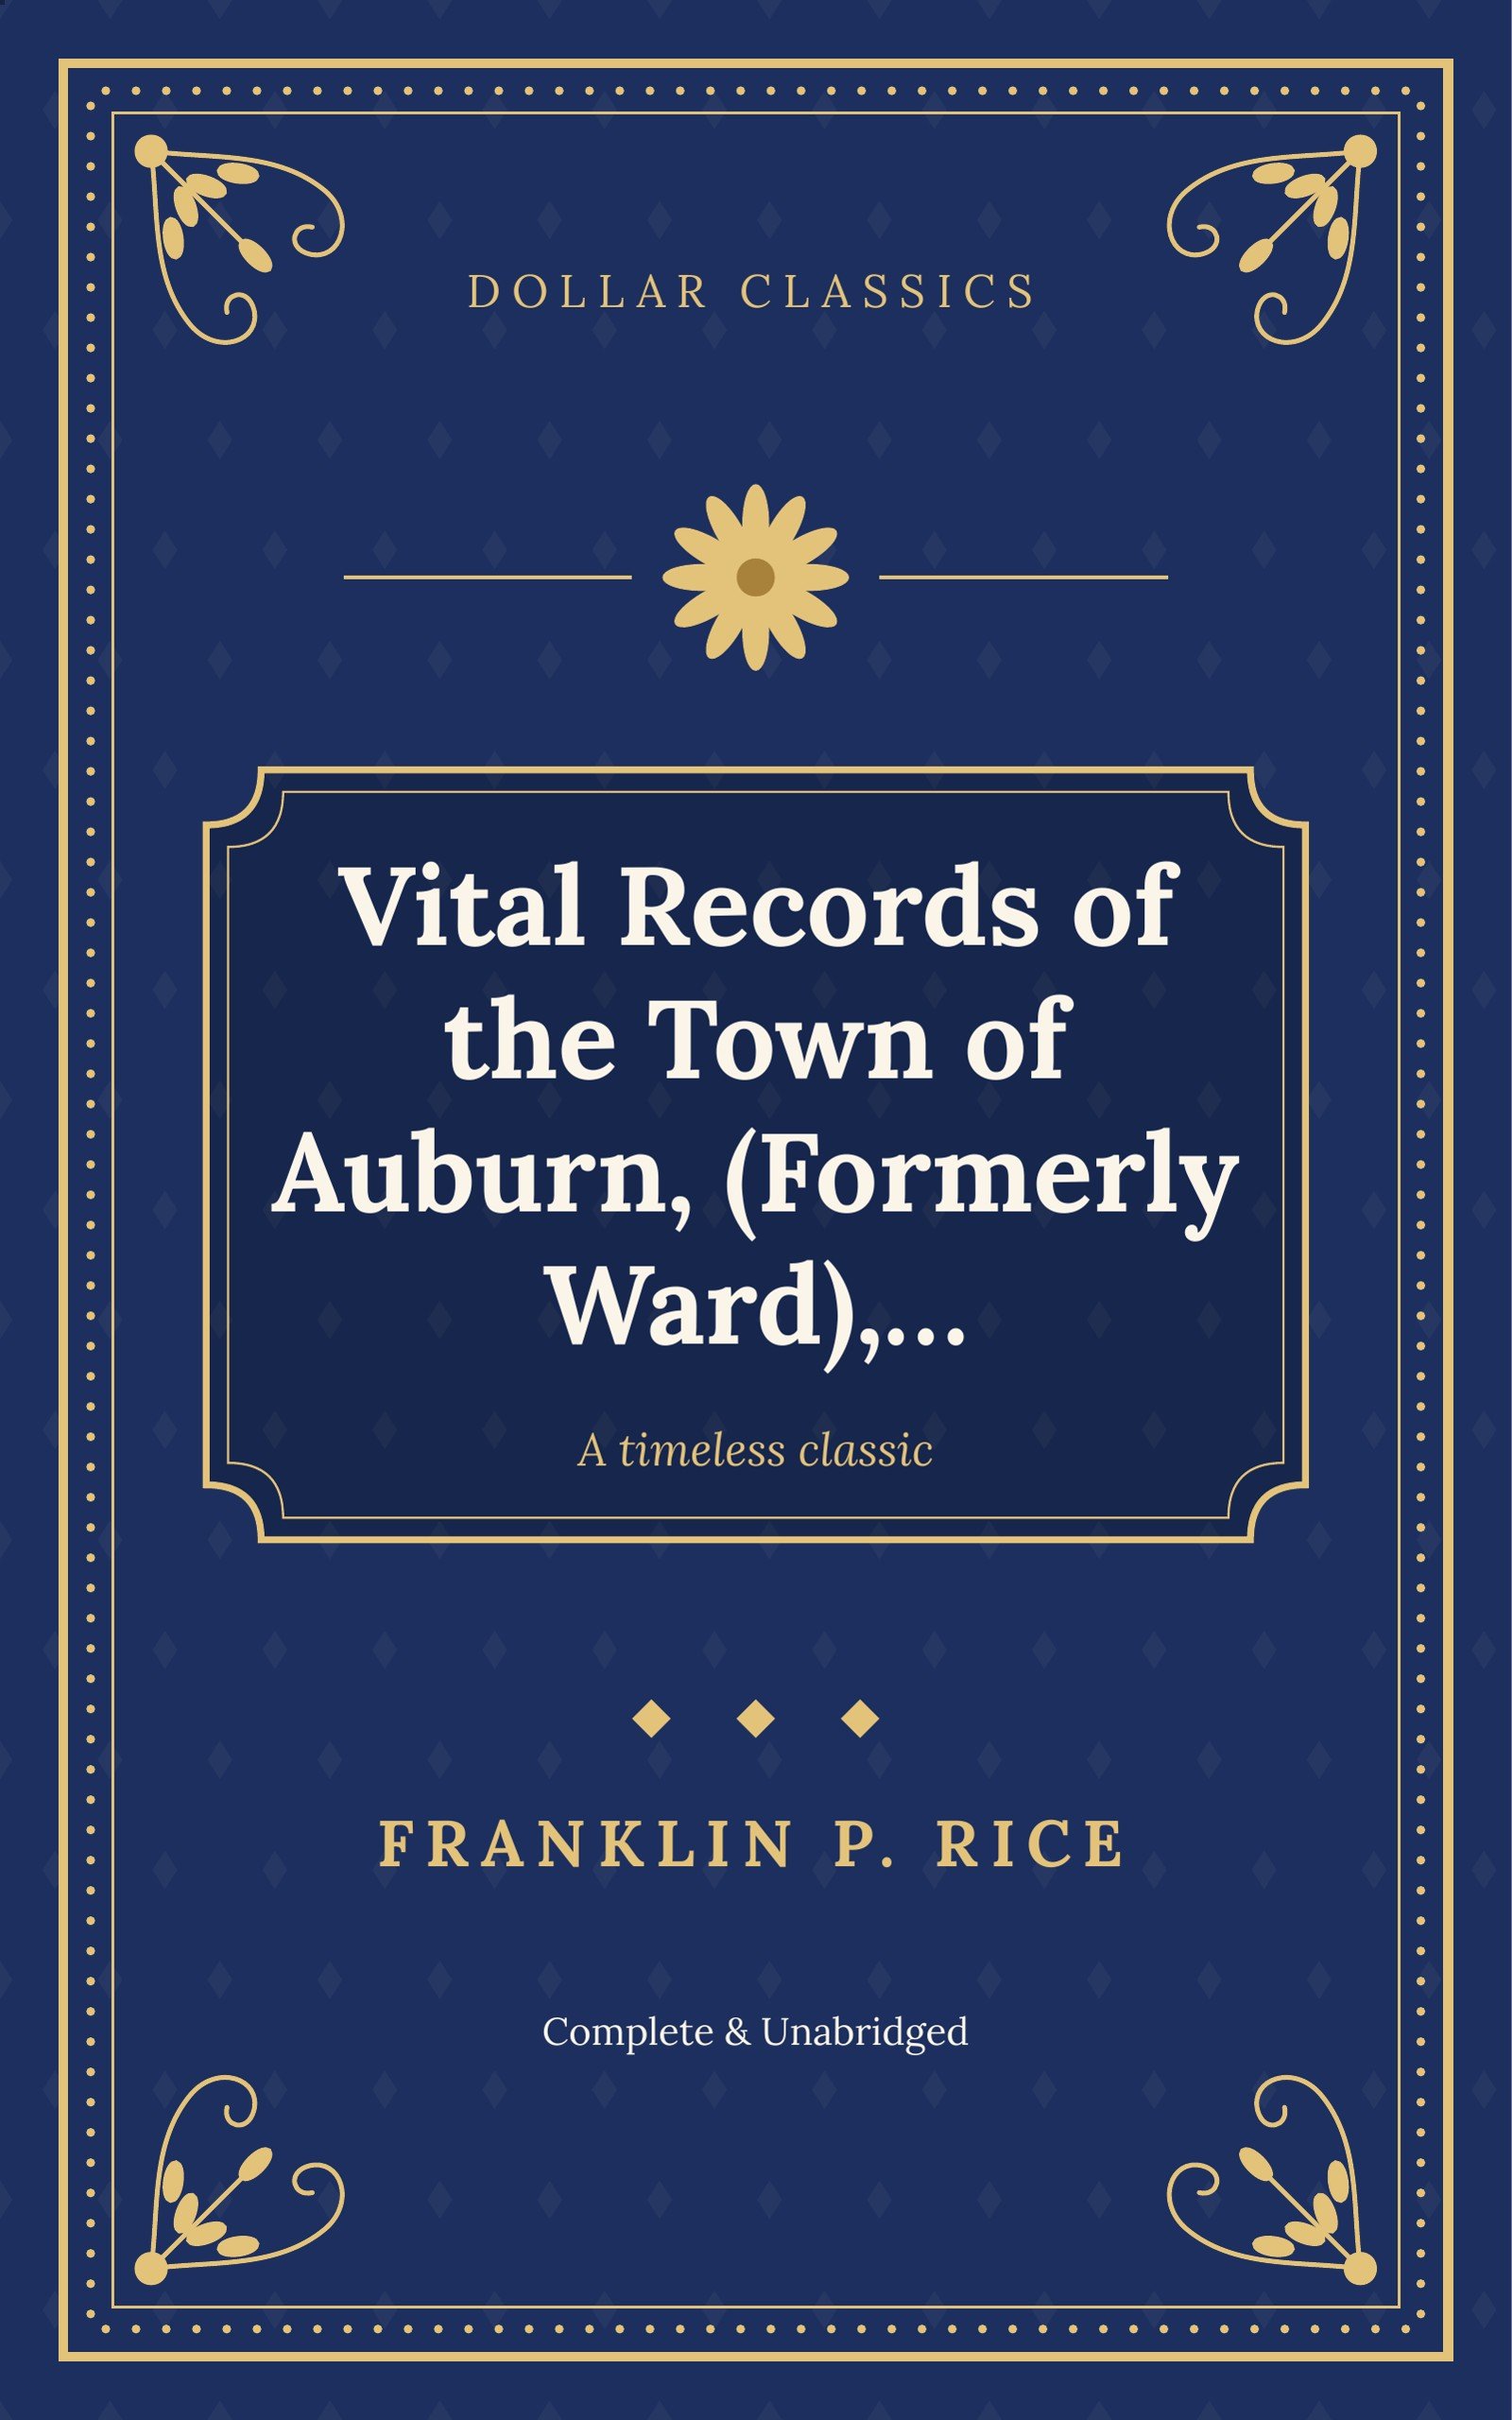 DOLLAR CLASSICS
Vital Records of
the Town of
Auburn, (Formerly
Ward),...
A timeless classic
FRANKLIN P. RICE
Complete & Unabridged